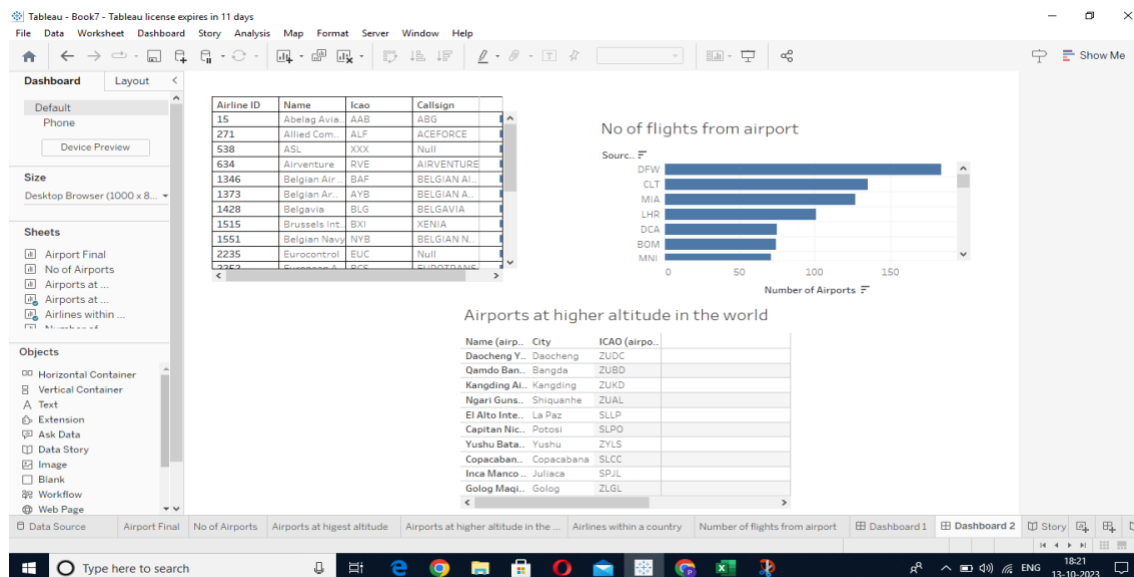 Tableau - Book7 - Tableau license expires in 11 days
File Data Worksheet Dashboard Story Analysis Map Format Server Window Help
Show Me
Dashboard Layout
Default
Phone
Device Preview
Size
Desktop Browser (1000 x 8...
Sheets
Airport Final
No of Airports
Airports at ...
Airports at ...
Airlines within ...
Number of
Objects
Horizontal Container
Vertical Container
A Text
Extension
Ask Data
Data Story
Image
Blank
Workflow
Web Page
Airline ID Name Icao Callsign
15 Abelag Avia.. AAB ABG
271 Allied Com.. ALF ACEFORCE
538 ASL XXX Null
634 Airventure RVE AIRVENTURE
1346 Belgian Air .. BAF BELGIAN AI..
1373 Belgian Ar.. AYB BELGIAN A..
1428 Belgavia BLG BELGAVIA
1515 Brussels Int.. BXI XENIA
1551 Belgian Navy NYB BELGIAN N..
2235 Eurocontrol EUC Null
No of flights from airport
Sourc..
DFW
CLT
MIA
LHR
DCA
BOM
MNL
0 50 100 150
Number of Airports
Airports at higher altitude in the world
Name (airp.. City ICAO (airpo..
Daocheng Y.. Daocheng ZUDC
Qamdo Ban.. Bangda ZUBD
Kangding Ai.. Kangding ZUKD
Ngari Guns.. Shiquanhe ZUAL
El Alto Inte.. La Paz SLLP
Capitan Nic.. Potosi SLPO
Yushu Bata.. Yushu ZYLS
Copacaban.. Copacabana SLCC
Inca Manco .. Juliaca SPJL
Golog Maqi.. Golog ZLGL
Data Source Airport Final No of Airports Airports at higest altitude Airports at higher altitude in the ... Airlines within a country Number of flights from airport Dashboard 1 Dashboard 2 Story
Type here to search
ENG
18:21
13-10-2023